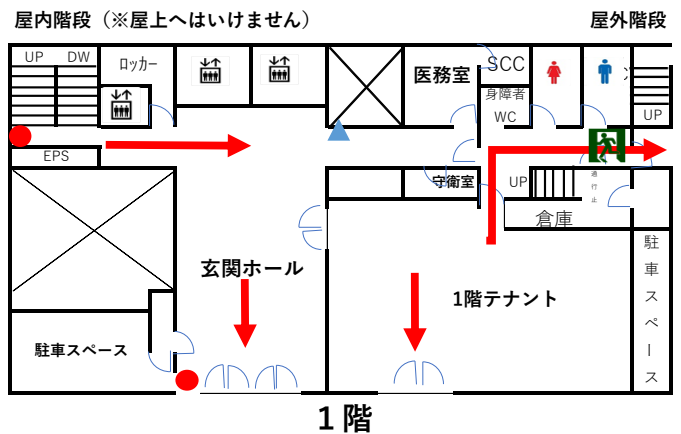 屋内階段（※屋上へはいけません）
屋外階段
UP DW
ロッカー
医務室
SCC
身障者
WC
UP
EPS
守衛室
UP
通行止
倉庫
玄関ホール
1階テナント
駐車スペース
駐車スペース
１階